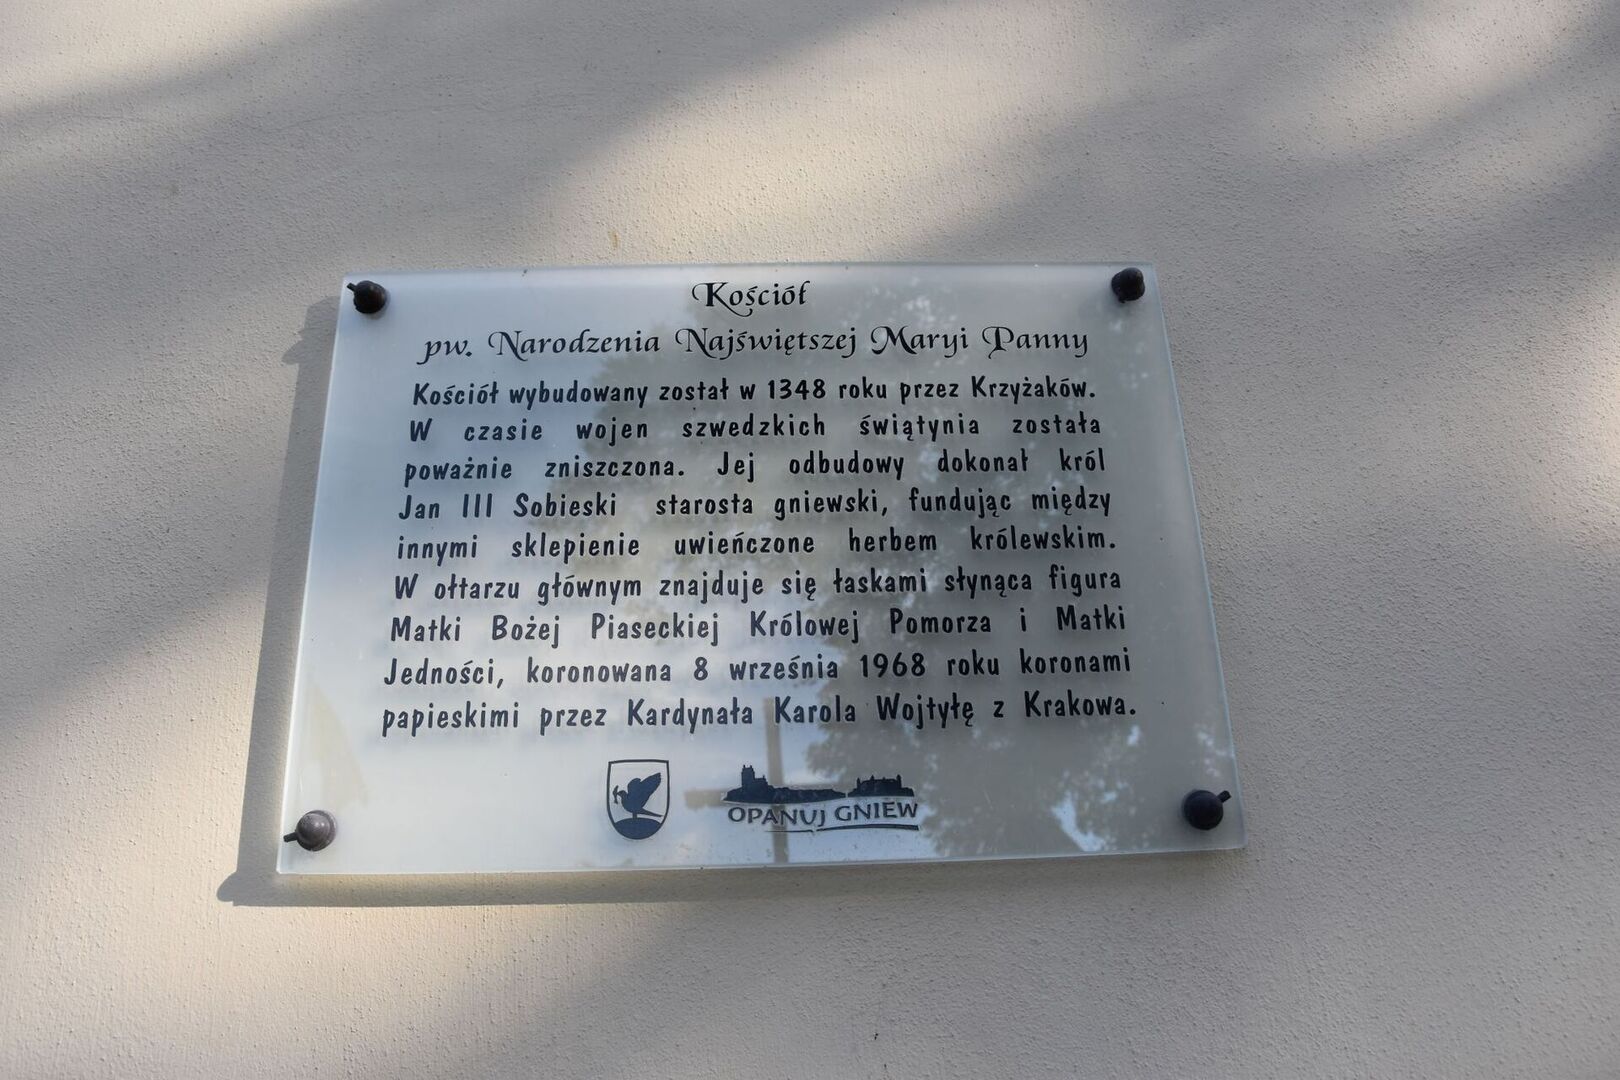 Kościół
pw. Narodzenia Najświętszej Maryi Panny
Kościół wybudowany został w 1348 roku przez Krzyżaków.
W czasie wojen szwedzkich świątynia została
poważnie zniszczona. Jej odbudowy dokonał król
Jan III Sobieski starosta gniewski, fundując między
innymi sklepienie uwieńczone herbem królewskim.
W ołtarzu głównym znajduje się łaskami słynąca figura
Matki Bożej Piaseckiej Królowej Pomorza i Matki
Jedności, koronowana 8 września 1968 roku koronami
papieskimi przez Kardynała Karola Wojtyłę z Krakowa.
OPANUJ GNIEW